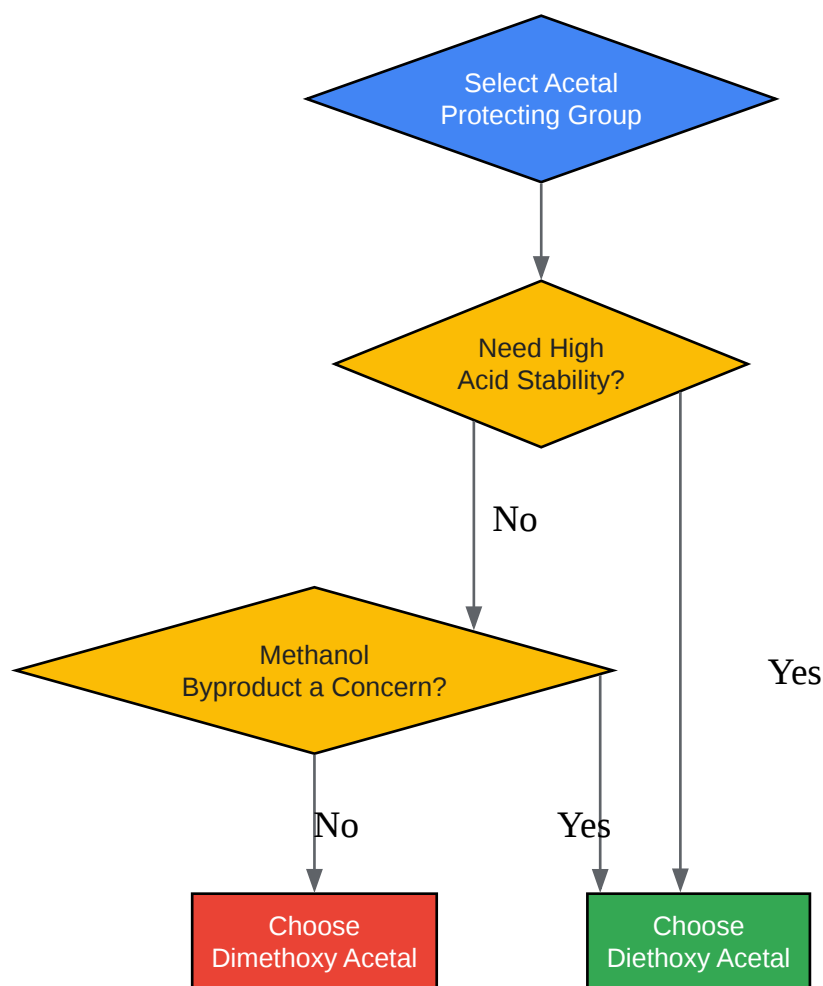 Select Acetal
Protecting Group
Need High
Acid Stability?
No
Methanol
Byproduct a Concern?
Yes
No
Yes
Choose
Dimethoxy Acetal
Choose
Diethoxy Acetal